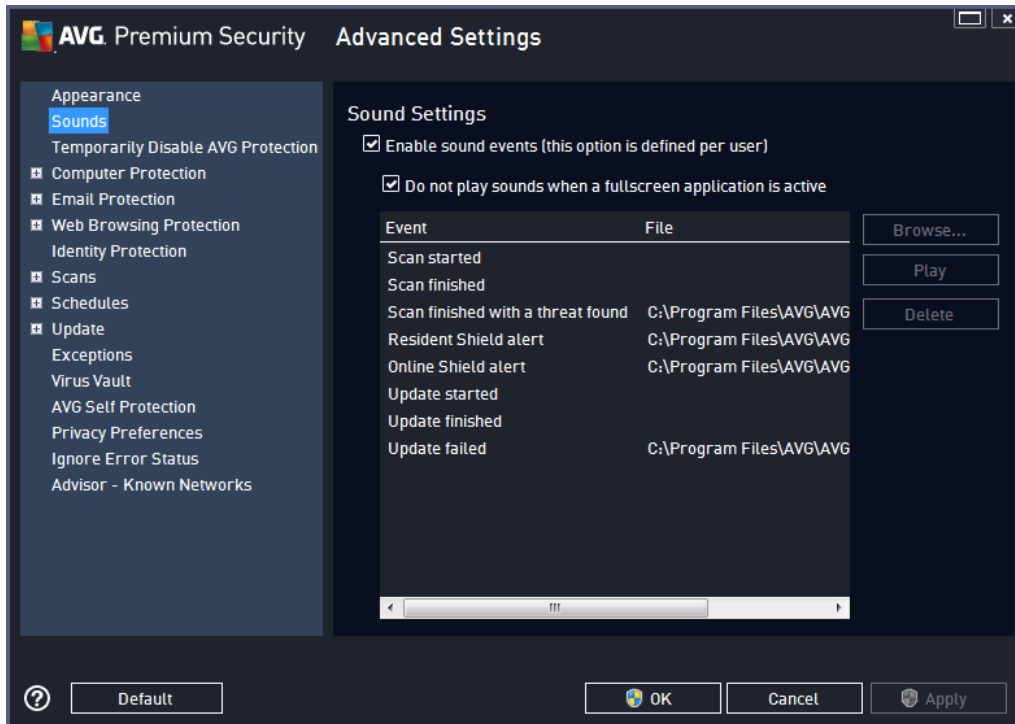 AVG. Premium Security Advanced Settings
Appearance
Sounds
Temporarily Disable AVG Protection
Computer Protection
Email Protection
Web Browsing Protection
Identity Protection
Scans
Schedules
Update
Exceptions
Virus Vault
AVG Self Protection
Privacy Preferences
Ignore Error Status
Advisor - Known Networks
Sound Settings
Enable sound events (this option is defined per user)
Do not play sounds when a fullscreen application is active
Event File
Scan started
Scan finished
Scan finished with a threat found C:\Program Files\AVG\AVG
Resident Shield alert C:\Program Files\AVG\AVG
Online Shield alert C:\Program Files\AVG\AVG
Update started
Update finished
Update failed C:\Program Files\AVG\AVG
Browse...
Play
Delete
? Default OK Cancel Apply